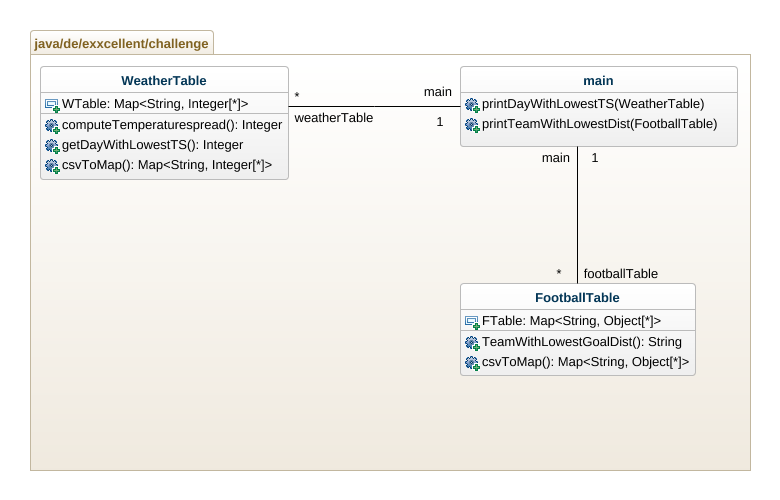 java/de/exxcellent/challenge
WeatherTable
WTable: Map<String, Integer[*]>
computeTemperaturespread(): Integer
getDayWithLowestTS(): Integer
csvToMap(): Map<String, Integer[*]>
*
main
weatherTable
1
main
printDayWithLowestTS(WeatherTable)
printTeamWithLowestDist(FootballTable)
main
1
*
footballTable
FootballTable
FTable: Map<String, Object[*]>
TeamWithLowestGoalDist(): String
csvToMap(): Map<String, Object[*]>